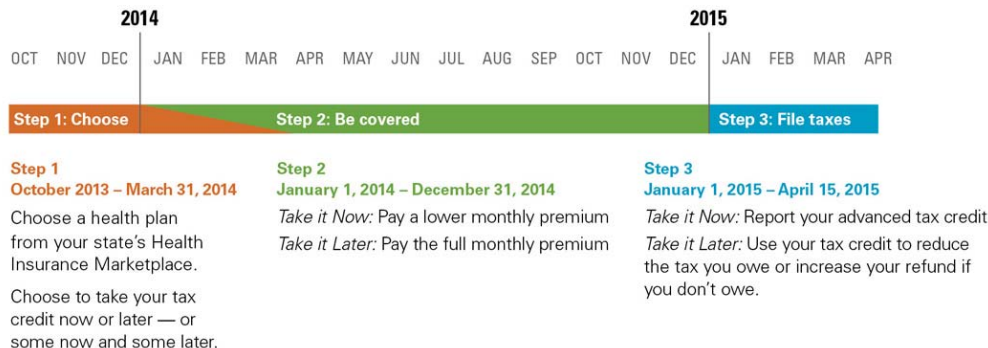 2014 2015
OCT NOV DEC JAN FEB MAR APR MAY JUN JUL AUG SEP OCT NOV DEC JAN FEB MAR APR
Step 1: Choose Step 2: Be covered Step 3: File taxes
Step 1
October 2013 – March 31, 2014
Choose a health plan
from your state’s Health
Insurance Marketplace.
Choose to take your tax
credit now or later — or
some now and some later.
Step 2
January 1, 2014 – December 31, 2014
Take it Now: Pay a lower monthly premium
Take it Later: Pay the full monthly premium
Step 3
January 1, 2015 – April 15, 2015
Take it Now: Report your advanced tax credit
Take it Later: Use your tax credit to reduce
the tax you owe or increase your refund if
you don’t owe.